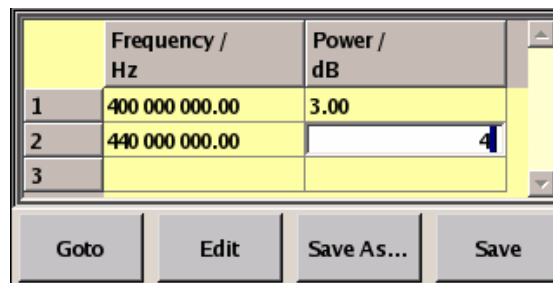 Frequency / Power /
Hz dB
1 400 000 000.00 3.00
2 440 000 000.00 4
3
Goto Edit Save As... Save